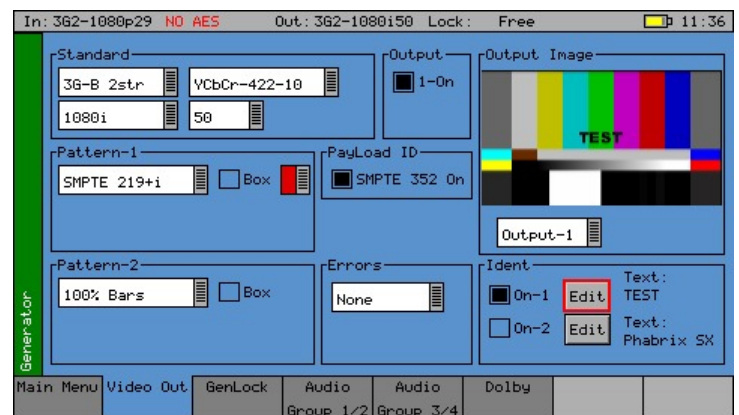 In: 3G2-1080p29 NO AES Out: 3G2-1080i50 Lock: Free 11:36
Standard
3G-B 2str YCbCr-422-10
1080i 50
Output
1-On
Output Image
TEST
Output-1
Pattern-1
SMPTE 219+i Box
PayLoad ID
SMPTE 352 On
Pattern-2
100% Bars Box
Errors
None
Ident
On-1 Edit Text: TEST
On-2 Edit Text: Phabrix SX
Generator
Main Menu Video Out GenLock Audio Group 1/2 Audio Group 3/4 Dolby